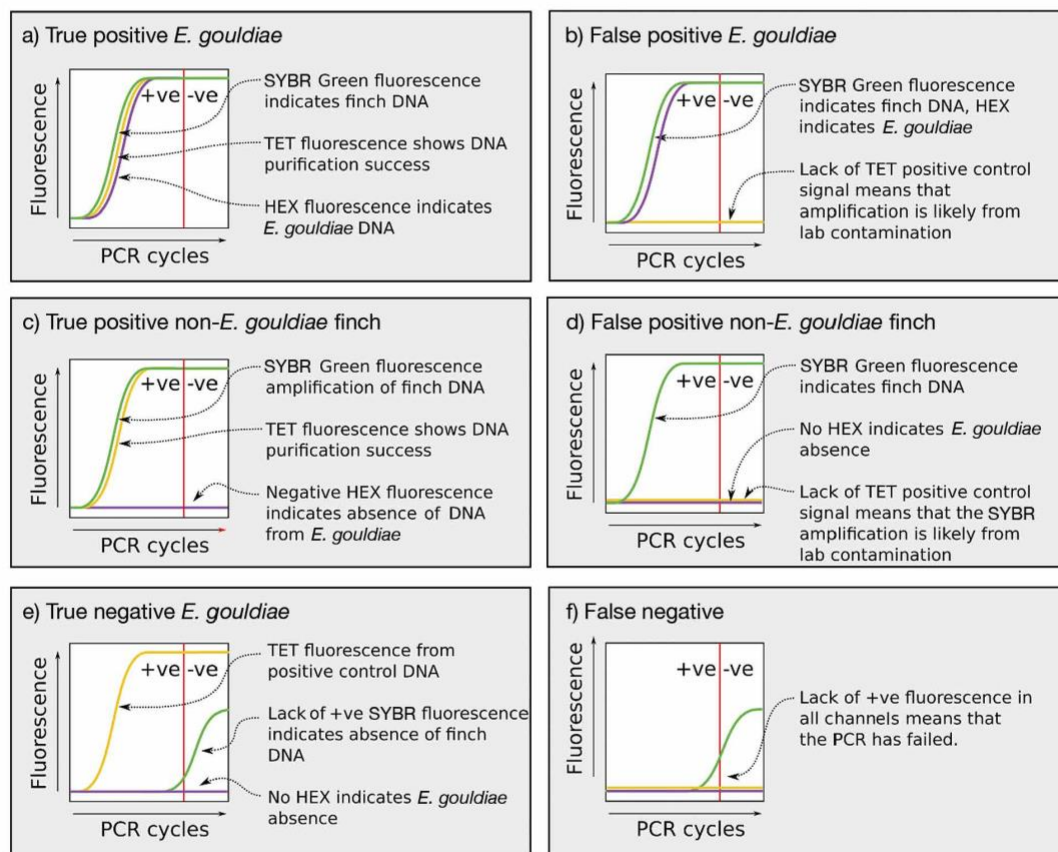 a) True positive E. gouldiae
Fluorescence
+ve -ve
PCR cycles
SYBR Green fluorescence
indicates finch DNA
TET fluorescence shows DNA
purification success
HEX fluorescence indicates
E. gouldiae DNA
b) False positive E. gouldiae
Fluorescence
+ve -ve
PCR cycles
SYBR Green fluorescence
indicates finch DNA, HEX
indicates E. gouldiae
Lack of TET positive control
signal means that
amplification is likely from
lab contamination
c) True positive non-E. gouldiae finch
Fluorescence
+ve -ve
PCR cycles
SYBR Green fluorescence
amplification of finch DNA
TET fluorescence shows DNA
purification success
Negative HEX fluorescence
indicates absence of DNA
from E. gouldiae
d) False positive non-E. gouldiae finch
Fluorescence
+ve -ve
PCR cycles
SYBR Green fluorescence
indicates finch DNA
No HEX indicates E. gouldiae
absence
Lack of TET positive control
signal means that the SYBR
amplification is likely from
lab contamination
e) True negative E. gouldiae
Fluorescence
+ve -ve
PCR cycles
TET fluorescence from
positive control DNA
Lack of +ve SYBR fluorescence
indicates absence of finch
DNA
No HEX indicates E. gouldiae
absence
f) False negative
Fluorescence
+ve -ve
PCR cycles
Lack of +ve fluorescence in
all channels means that
the PCR has failed.